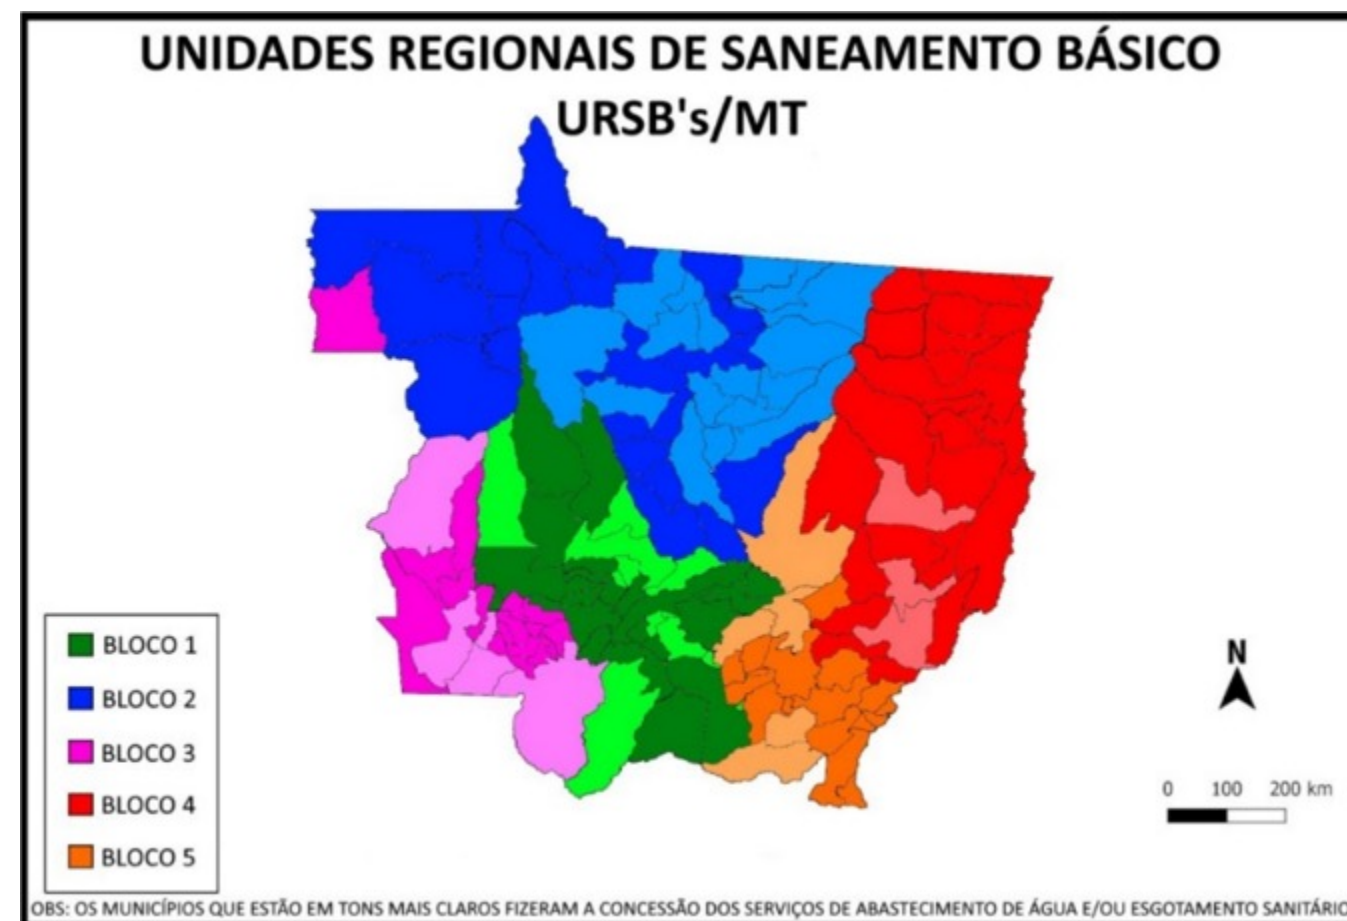 UNIDADES REGIONAIS DE SANEAMENTO BÁSICO
URSB's/MT
BLOCO 1
BLOCO 2
BLOCO 3
BLOCO 4
BLOCO 5
N
0 100 200 km
OBS: OS MUNICÍPIOS QUE ESTÃO EM TONS MAIS CLAROS FIZERAM A CONCESSÃO DOS SERVIÇOS DE ABASTECIMENTO DE ÁGUA E/OU ESGOTAMENTO SANITÁRIO